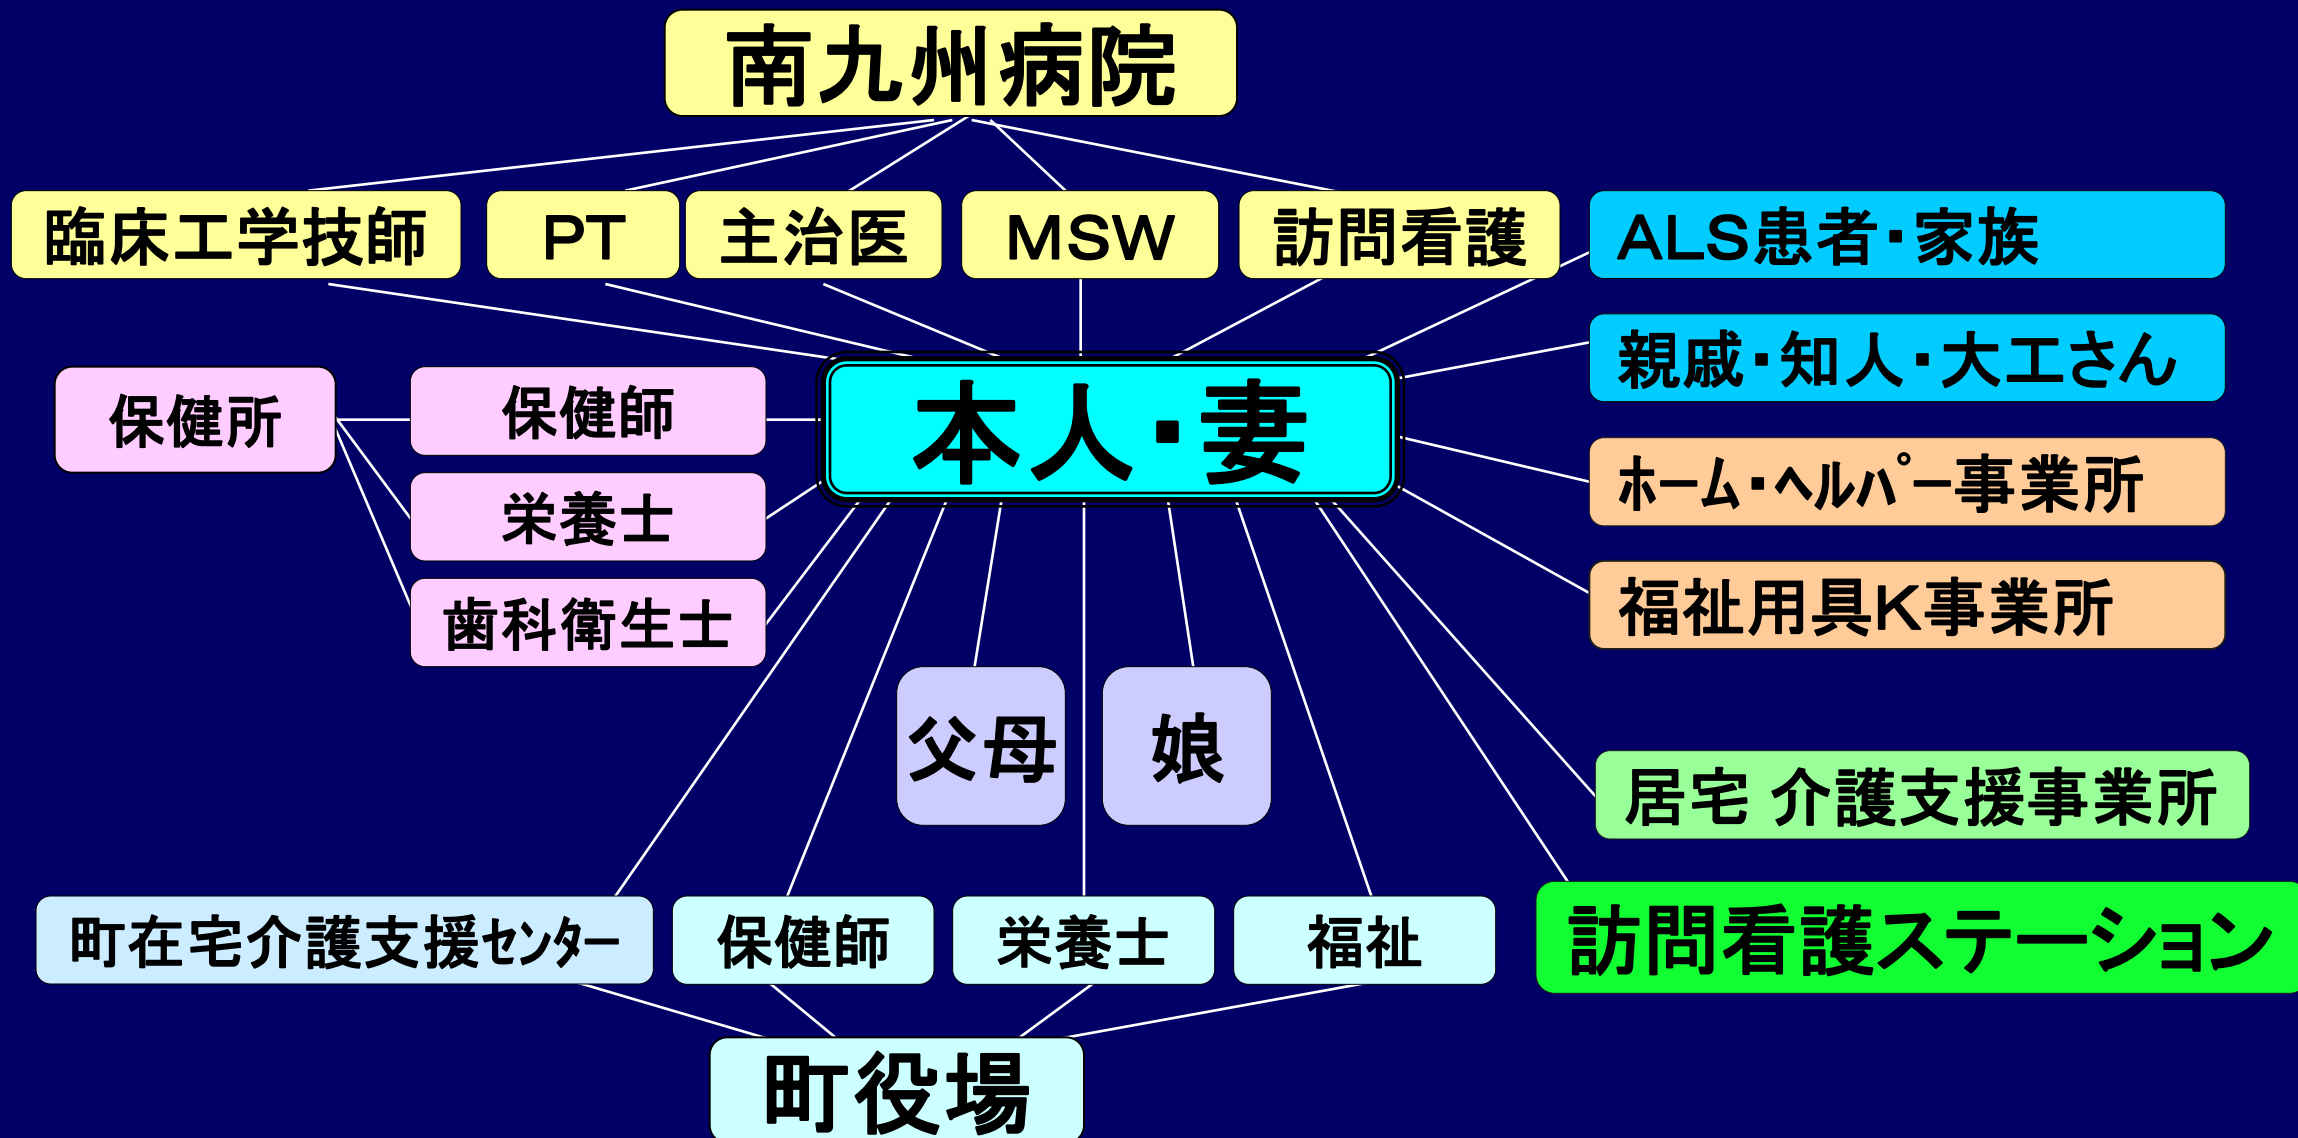 南九州病院
臨床工学技師
ＰＴ
主治医
ＭＳＷ
訪問看護
ＡＬＳ患者・家族
親戚・知人・大工さん
保健所
保健師
本人・妻
ﾎｰﾑ・ﾍﾙﾊﾟｰ事業所
栄養士
福祉用具Ｋ事業所
歯科衛生士
父母
娘
居宅 介護支援事業所
町在宅介護支援ｾﾝﾀｰ
保健師
栄養士
福祉
訪問看護ステーション
町役場